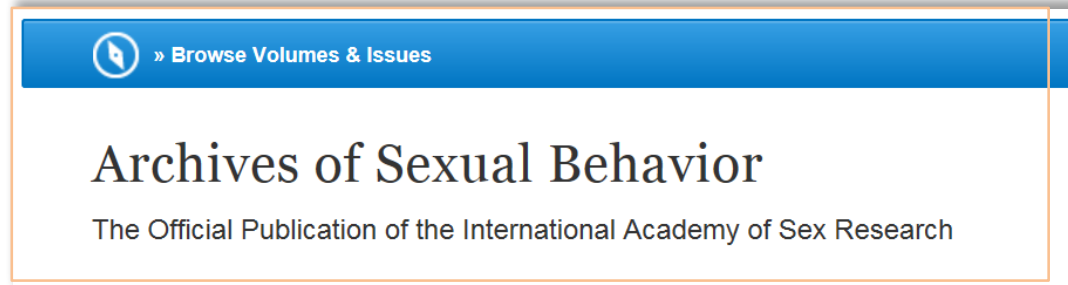 » Browse Volumes & Issues
Archives of Sexual Behavior
The Official Publication of the International Academy of Sex Research